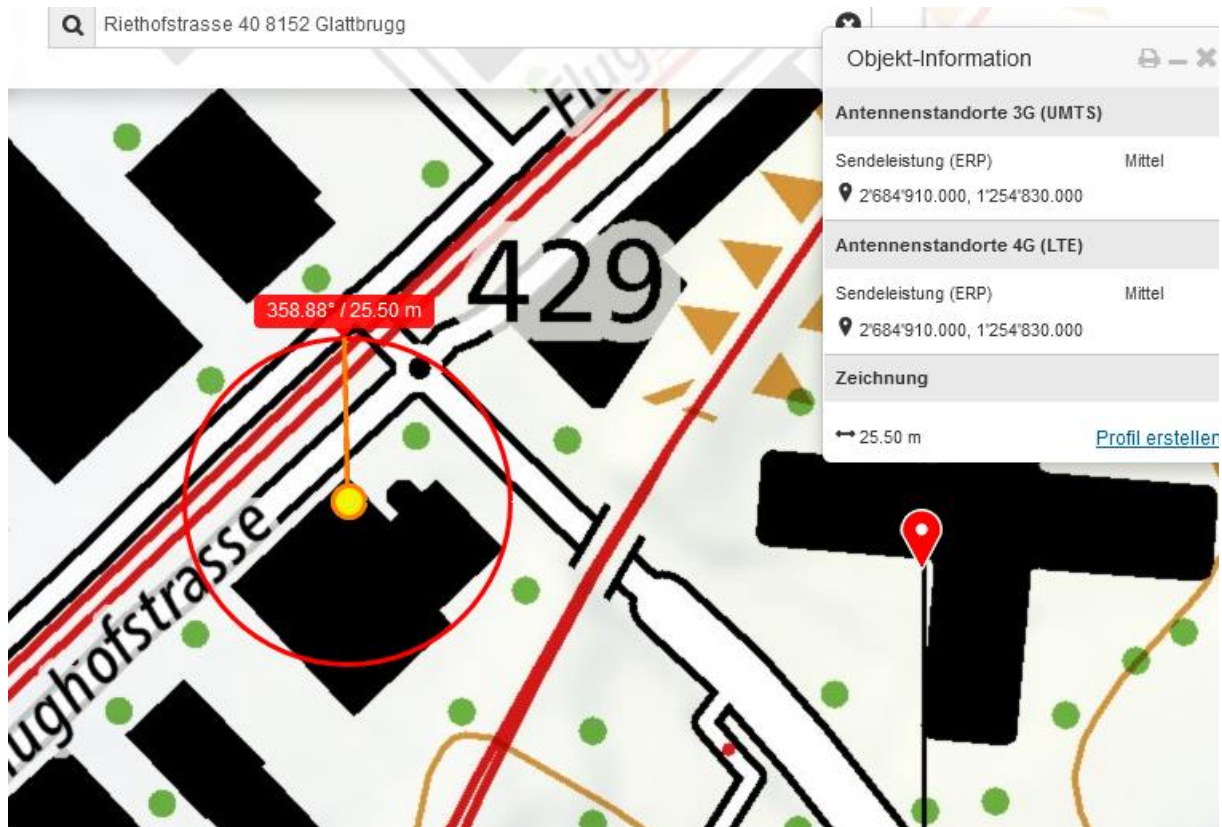 Riethofstrasse 40 8152 Glattbrugg
Objekt-Information
Antennenstandorte 3G (UMTS)
Sendeleistung (ERP) Mittel
2'684'910.000, 1'254'830.000
Antennenstandorte 4G (LTE)
Sendeleistung (ERP) Mittel
2'684'910.000, 1'254'830.000
Zeichnung
25.50 m Profil erstellen
Flug
429
358.88° / 25.50 m
lughofstrasse